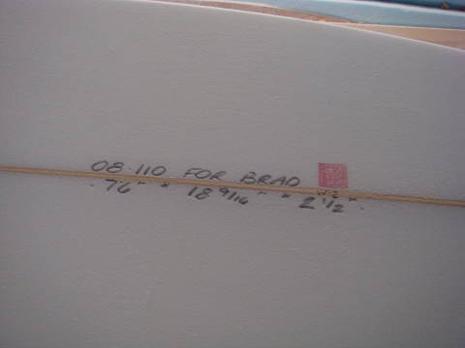 08.110 FOR BRAD
7'6" " 18 9/16" " 2 1/2".